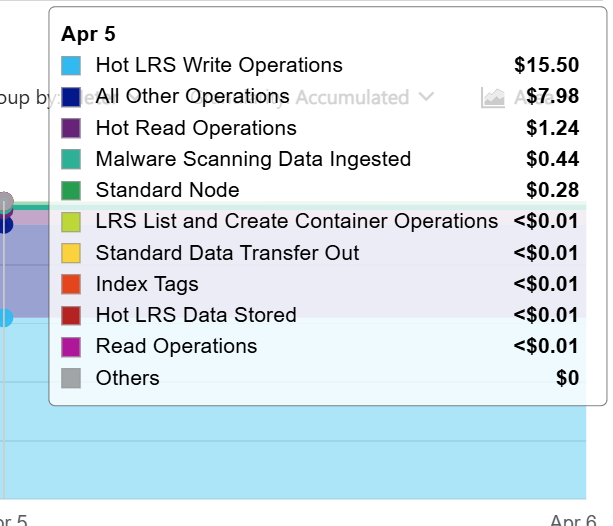 Apr 5
Hot LRS Write Operations $15.50
oup by:
Accumulated
All Other Operations $7.98
Hot Read Operations $1.24
Malware Scanning Data Ingested $0.44
Standard Node $0.28
LRS List and Create Container Operations <$0.01
Standard Data Transfer Out <$0.01
Index Tags <$0.01
Hot LRS Data Stored <$0.01
Read Operations <$0.01
Others $0
pr 5
Apr 6